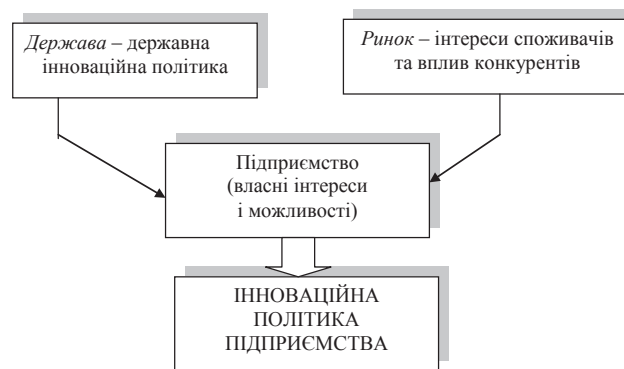 Держава – державна
інноваційна політика
Ринок – інтереси споживачів
та вплив конкурентів
Підприємство
(власні інтереси
і можливості)
ІННОВАЦІЙНА
ПОЛІТИКА
ПІДПРИЄМСТВА